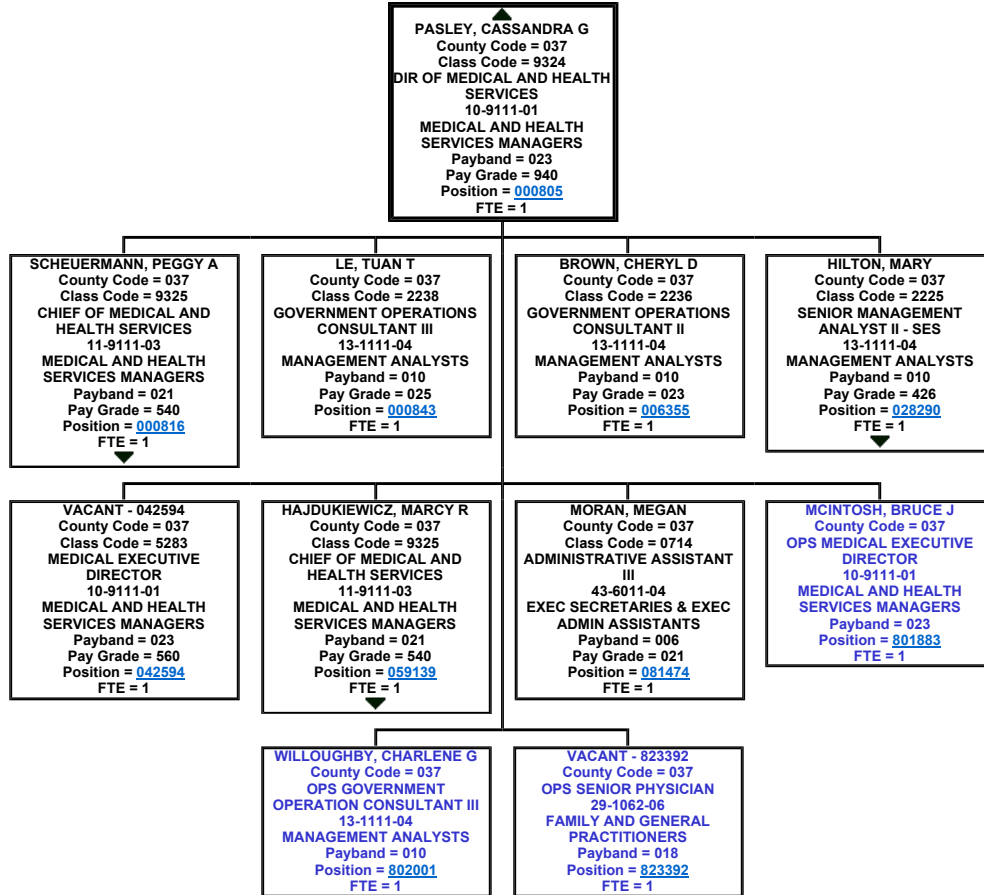 PASLEY, CASSANDRA G
County Code = 037
Class Code = 9324
DIR OF MEDICAL AND HEALTH
SERVICES
10-9111-01
MEDICAL AND HEALTH
SERVICES MANAGERS
Payband = 023
Pay Grade = 940
Position = 000805
FTE = 1
SCHEUERMANN, PEGGY A
County Code = 037
Class Code = 9325
CHIEF OF MEDICAL AND
HEALTH SERVICES
11-9111-03
MEDICAL AND HEALTH
SERVICES MANAGERS
Payband = 021
Pay Grade = 540
Position = 000816
FTE = 1
LE, TUAN T
County Code = 037
Class Code = 2238
GOVERNMENT OPERATIONS
CONSULTANT III
13-1111-04
MANAGEMENT ANALYSTS
Payband = 010
Pay Grade = 025
Position = 000843
FTE = 1
BROWN, CHERYL D
County Code = 037
Class Code = 2236
GOVERNMENT OPERATIONS
CONSULTANT II
13-1111-04
MANAGEMENT ANALYSTS
Payband = 010
Pay Grade = 023
Position = 006355
FTE = 1
HILTON, MARY
County Code = 037
Class Code = 2225
SENIOR MANAGEMENT
ANALYST II - SES
13-1111-04
MANAGEMENT ANALYSTS
Payband = 010
Pay Grade = 426
Position = 028290
FTE = 1
VACANT - 042594
County Code = 037
Class Code = 5283
MEDICAL EXECUTIVE
DIRECTOR
10-9111-01
MEDICAL AND HEALTH
SERVICES MANAGERS
Payband = 023
Pay Grade = 560
Position = 042594
FTE = 1
HAJDUKIEWICZ, MARCY R
County Code = 037
Class Code = 9325
CHIEF OF MEDICAL AND
HEALTH SERVICES
11-9111-03
MEDICAL AND HEALTH
SERVICES MANAGERS
Payband = 021
Pay Grade = 540
Position = 059139
FTE = 1
MORAN, MEGAN
County Code = 037
Class Code = 0714
ADMINISTRATIVE ASSISTANT
III
43-6011-04
EXEC SECRETARIES & EXEC
ADMIN ASSISTANTS
Payband = 006
Pay Grade = 021
Position = 081474
FTE = 1
MCINTOSH, BRUCE J
County Code = 037
OPS MEDICAL EXECUTIVE
DIRECTOR
10-9111-01
MEDICAL AND HEALTH
SERVICES MANAGERS
Payband = 023
Position = 801883
FTE = 1
WILLOUGHBY, CHARLENE G
County Code = 037
OPS GOVERNMENT
OPERATION CONSULTANT III
13-1111-04
MANAGEMENT ANALYSTS
Payband = 010
Position = 802001
FTE = 1
VACANT - 823392
County Code = 037
OPS SENIOR PHYSICIAN
29-1062-06
FAMILY AND GENERAL
PRACTITIONERS
Payband = 018
Position = 823392
FTE = 1